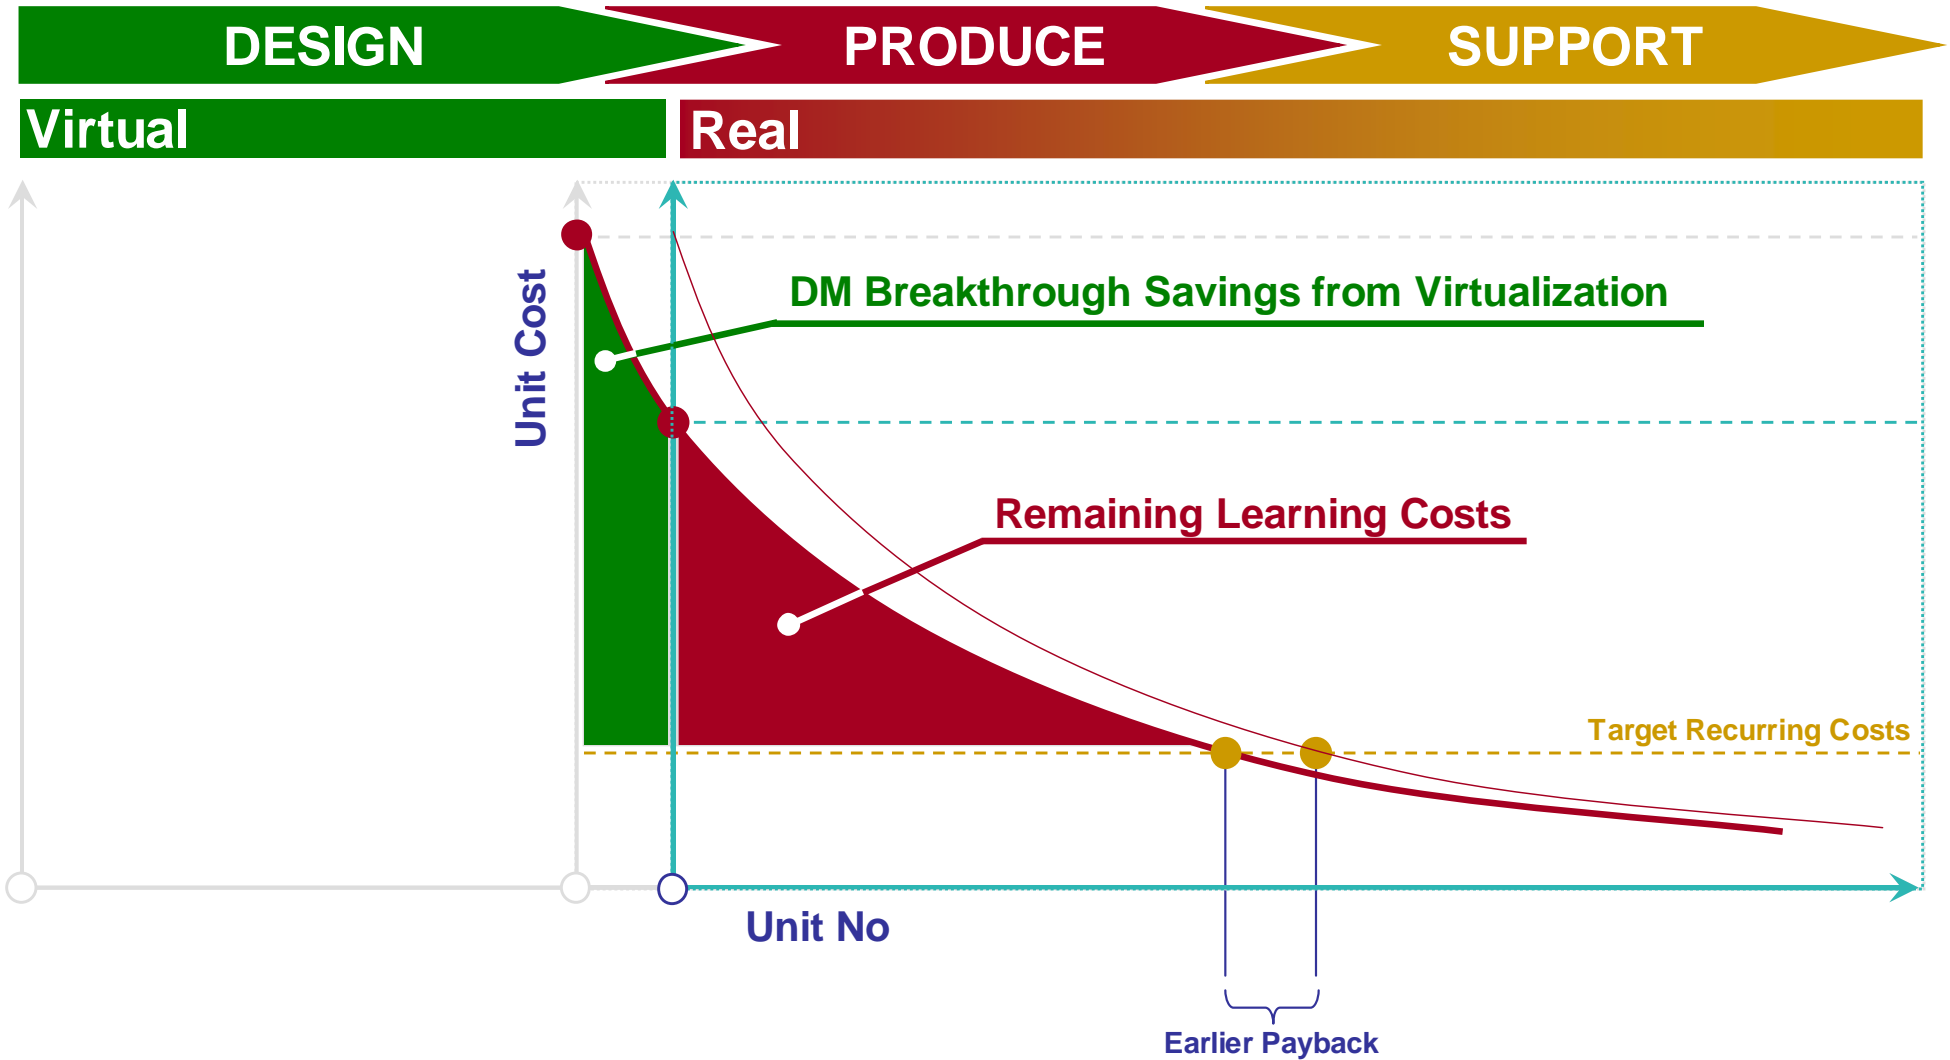 DESIGN
PRODUCE
SUPPORT
Virtual
Real
Unit Cost
DM Breakthrough Savings from Virtualization
Remaining Learning Costs
Target Recurring Costs
Unit No
Earlier Payback